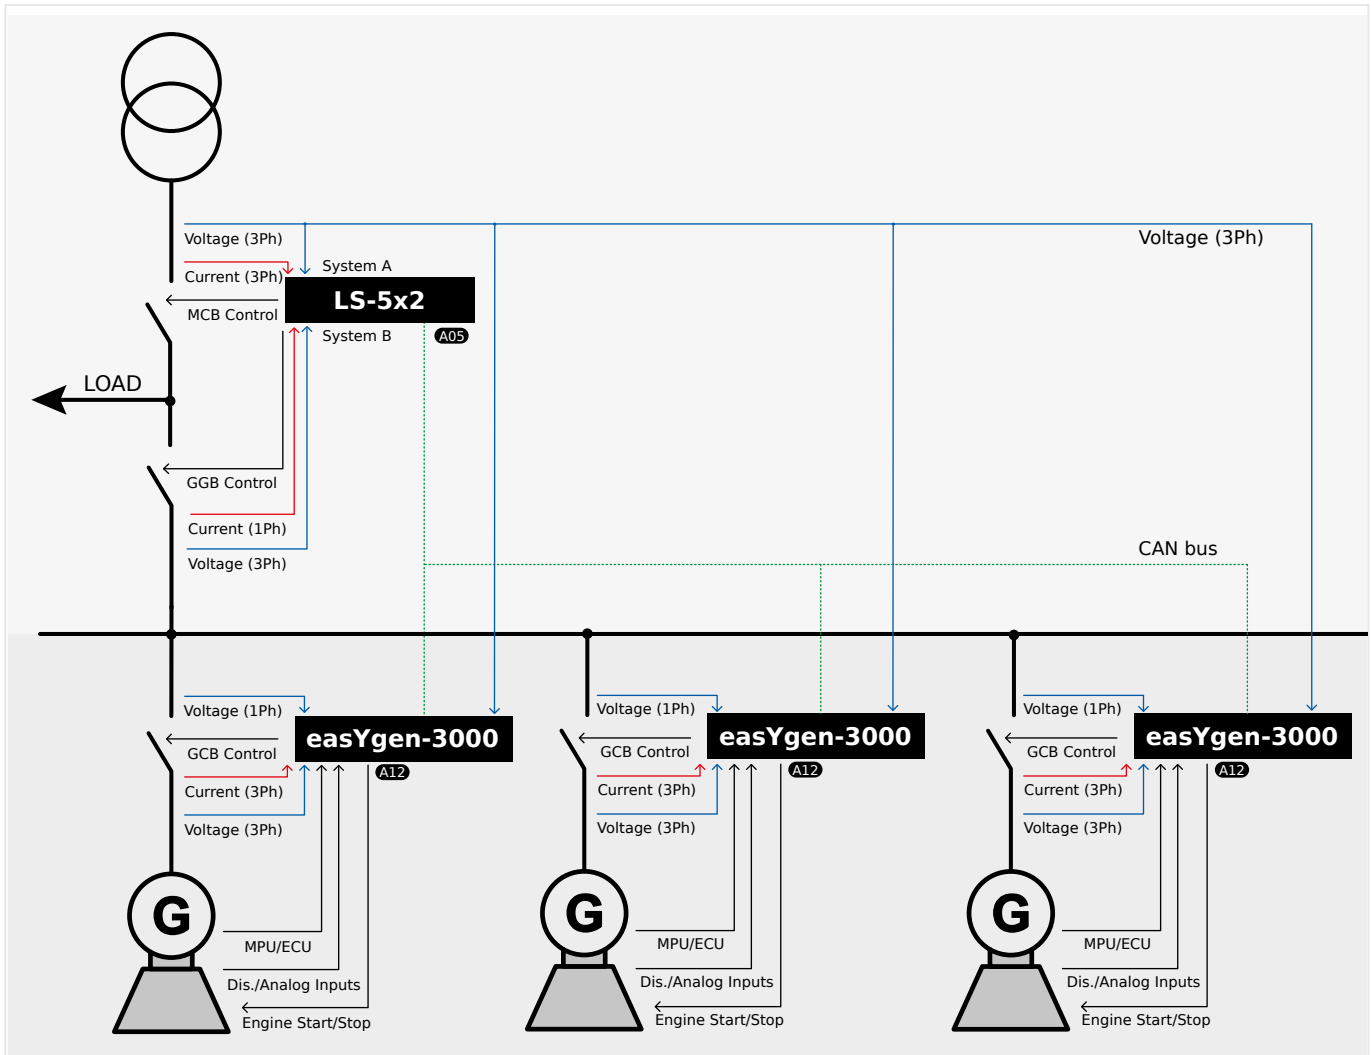 Voltage (3Ph)
Voltage (3Ph)
System A
Current (3Ph)
LS-5x2
MCB Control
System B
A05
LOAD
GGB Control
Current (1Ph)
CAN bus
Voltage (3Ph)
Voltage (1Ph)
easYgen-3000
GCB Control
A12
Current (3Ph)
Voltage (3Ph)
G
MPU/ECU
Dis./Analog Inputs
Engine Start/Stop
Voltage (1Ph)
easYgen-3000
GCB Control
A12
Current (3Ph)
Voltage (3Ph)
G
MPU/ECU
Dis./Analog Inputs
Engine Start/Stop
Voltage (1Ph)
easYgen-3000
GCB Control
A12
Current (3Ph)
Voltage (3Ph)
G
MPU/ECU
Dis./Analog Inputs
Engine Start/Stop